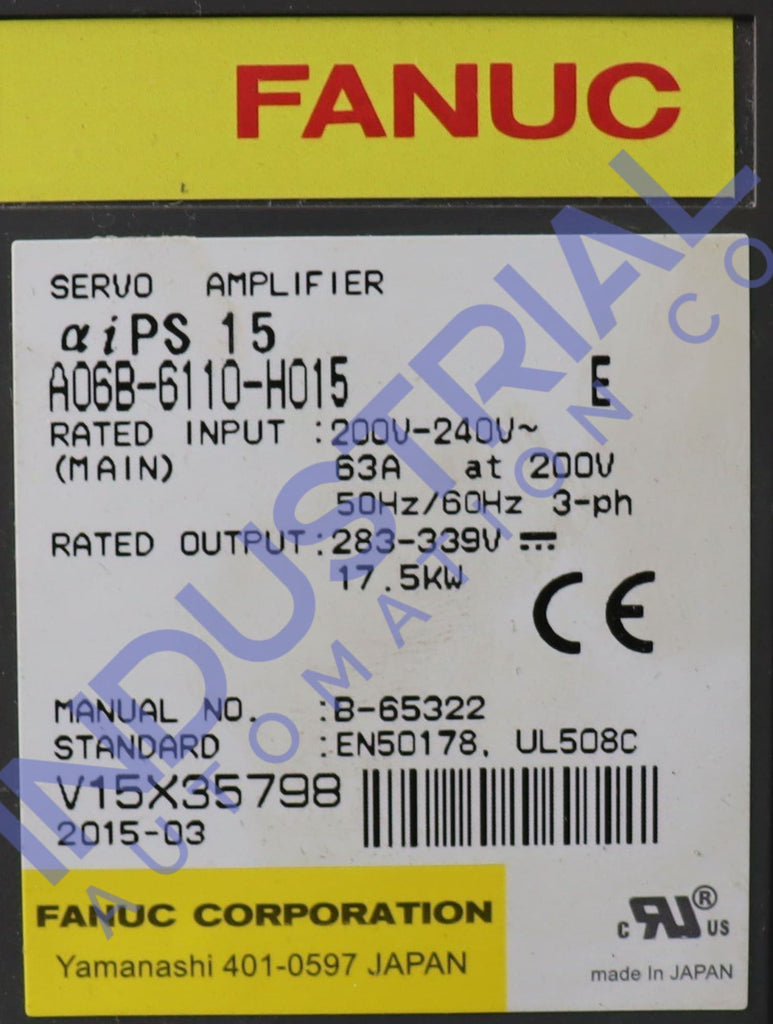 FANUC
SERVO AMPLIFIER
αiPS 15
A06B-6110-H015 E
RATED INPUT :200V-240V~
(MAIN) 63A at 200V
50Hz/60Hz 3-ph
RATED OUTPUT:283-339V
17.5KW
CE
MANUAL NO. :B-65322
STANDARD :EN50178, UL508C
V15X35798
2015-03
FANUC CORPORATION
Yamanashi 401-0597 JAPAN
c RU® US
made In JAPAN
INDUSTRIAL
AUTOMATION CO